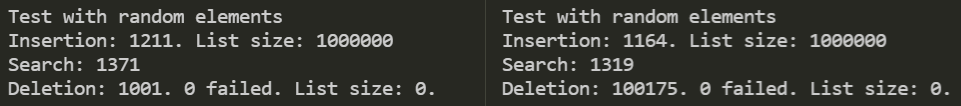 Test with random elements
Insertion: 1211. List size: 1000000
Search: 1371
Deletion: 1001. 0 failed. List size: 0.
Test with random elements
Insertion: 1164. List size: 1000000
Search: 1319
Deletion: 100175. 0 failed. List size: 0.